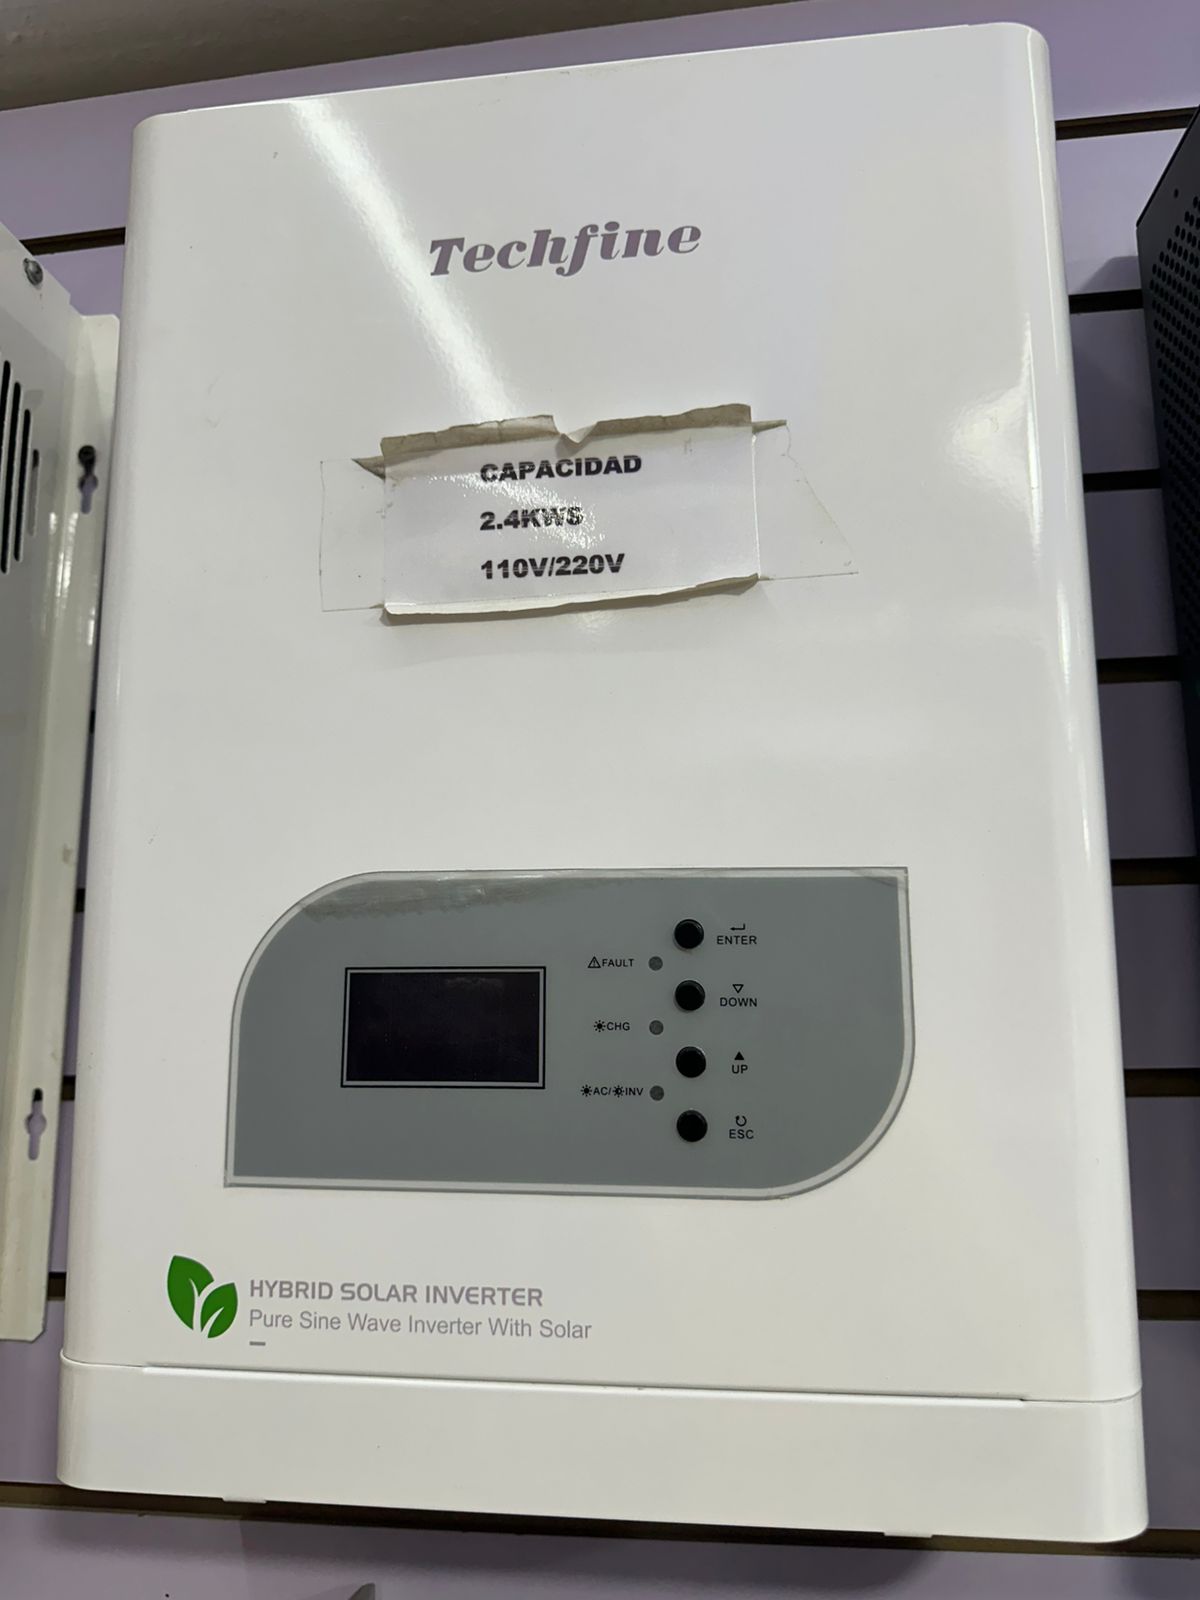 Techfine
CAPACIDAD
2.4KWS
110V/220V
ENTER
FAULT
DOWN
CHG
UP
AC/INV
ESC
HYBRID SOLAR INVERTER
Pure Sine Wave Inverter With Solar